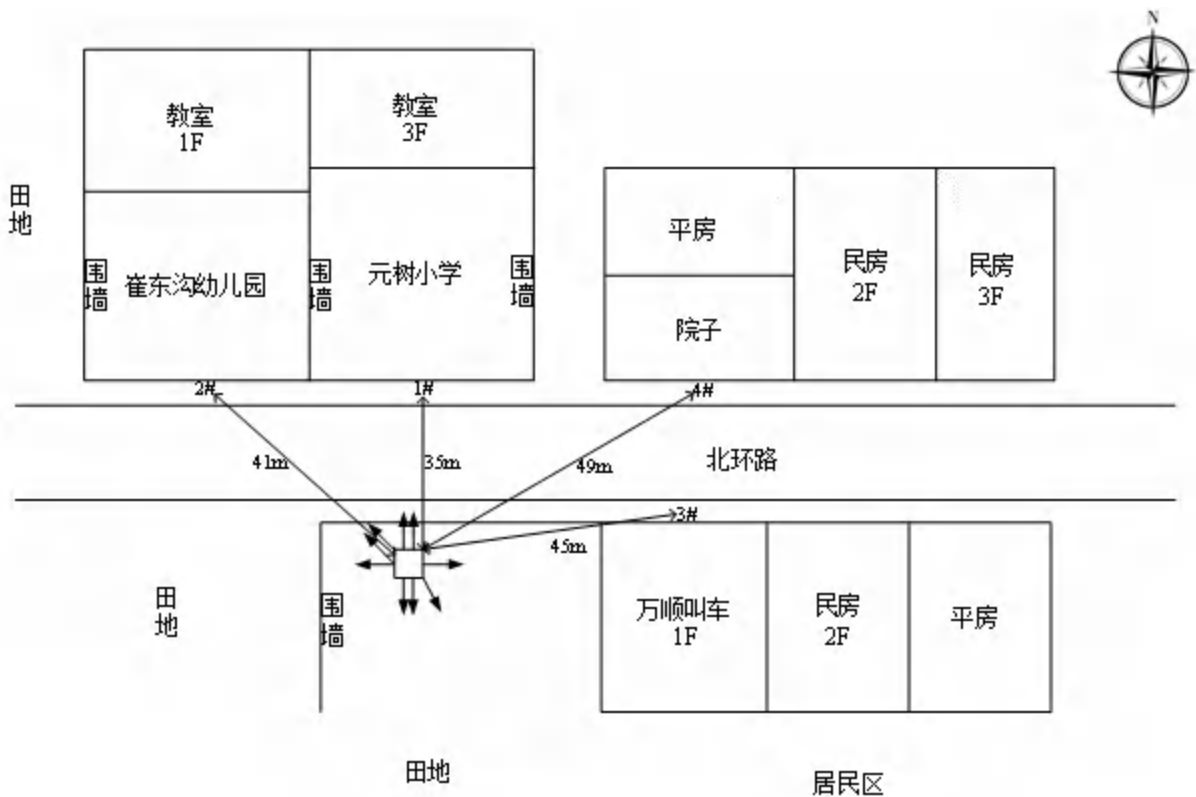 N
教室
1F
教室
3F
田
地
平房
民房
2F
民房
3F
围
墙
崔东沟幼儿园
围
墙
元树小学
围
墙
院子
2#
1#
4#
41m
35m
49m
北环路
3#
45m
田
地
围
墙
万顺叫车
1F
民房
2F
平房
田地
居民区